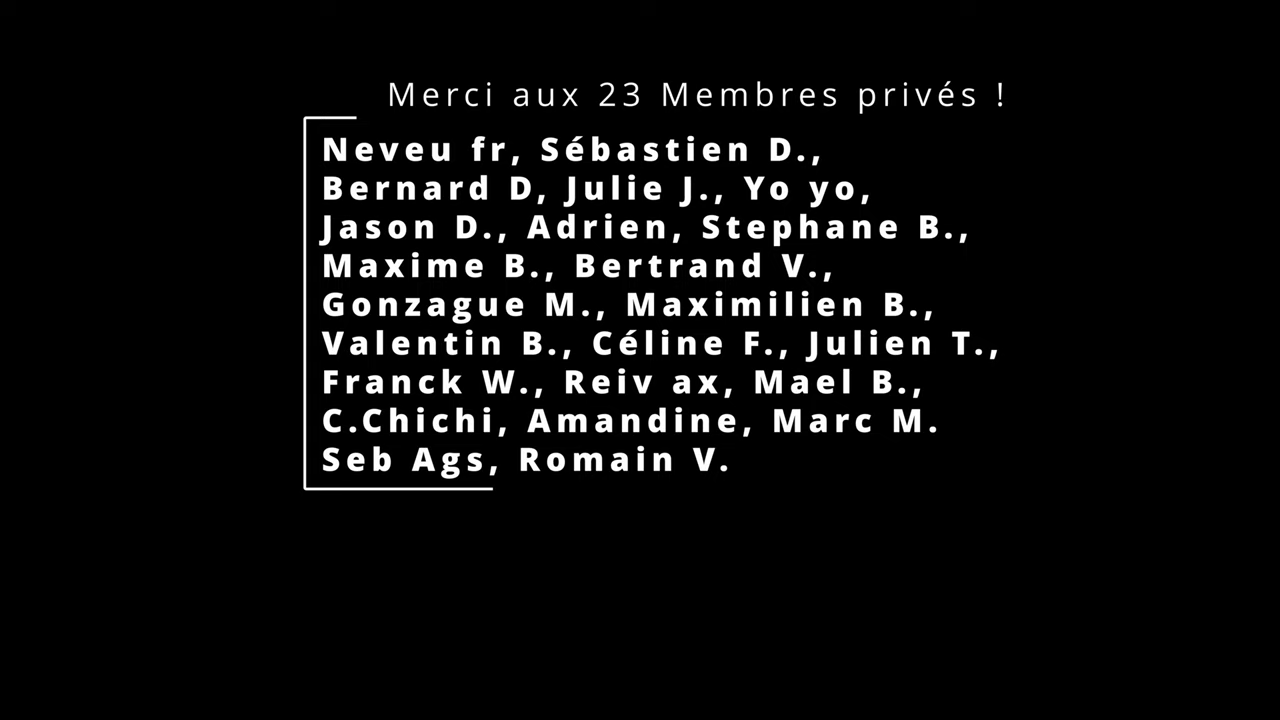 Merci aux 23 Membres privés !
Neveu fr, Sébastien D.,
Bernard D, Julie J., Yo yo,
Jason D., Adrien, Stephane B.,
Maxime B., Bertrand V.,
Gonzague M., Maximilien B.,
Valentin B., Céline F., Julien T.,
Franck W., Reiv ax, Mael B.,
C.Chichi, Amandine, Marc M.
Seb Ags, Romain V.